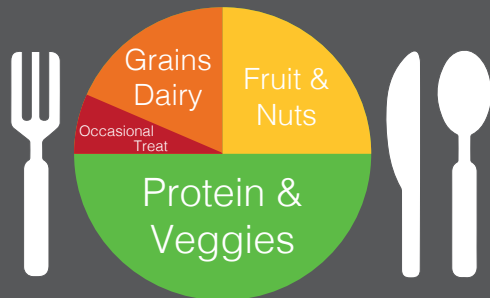 Grains
Dairy
Fruit &
Nuts
Occasional
Treat
Protein &
Veggies